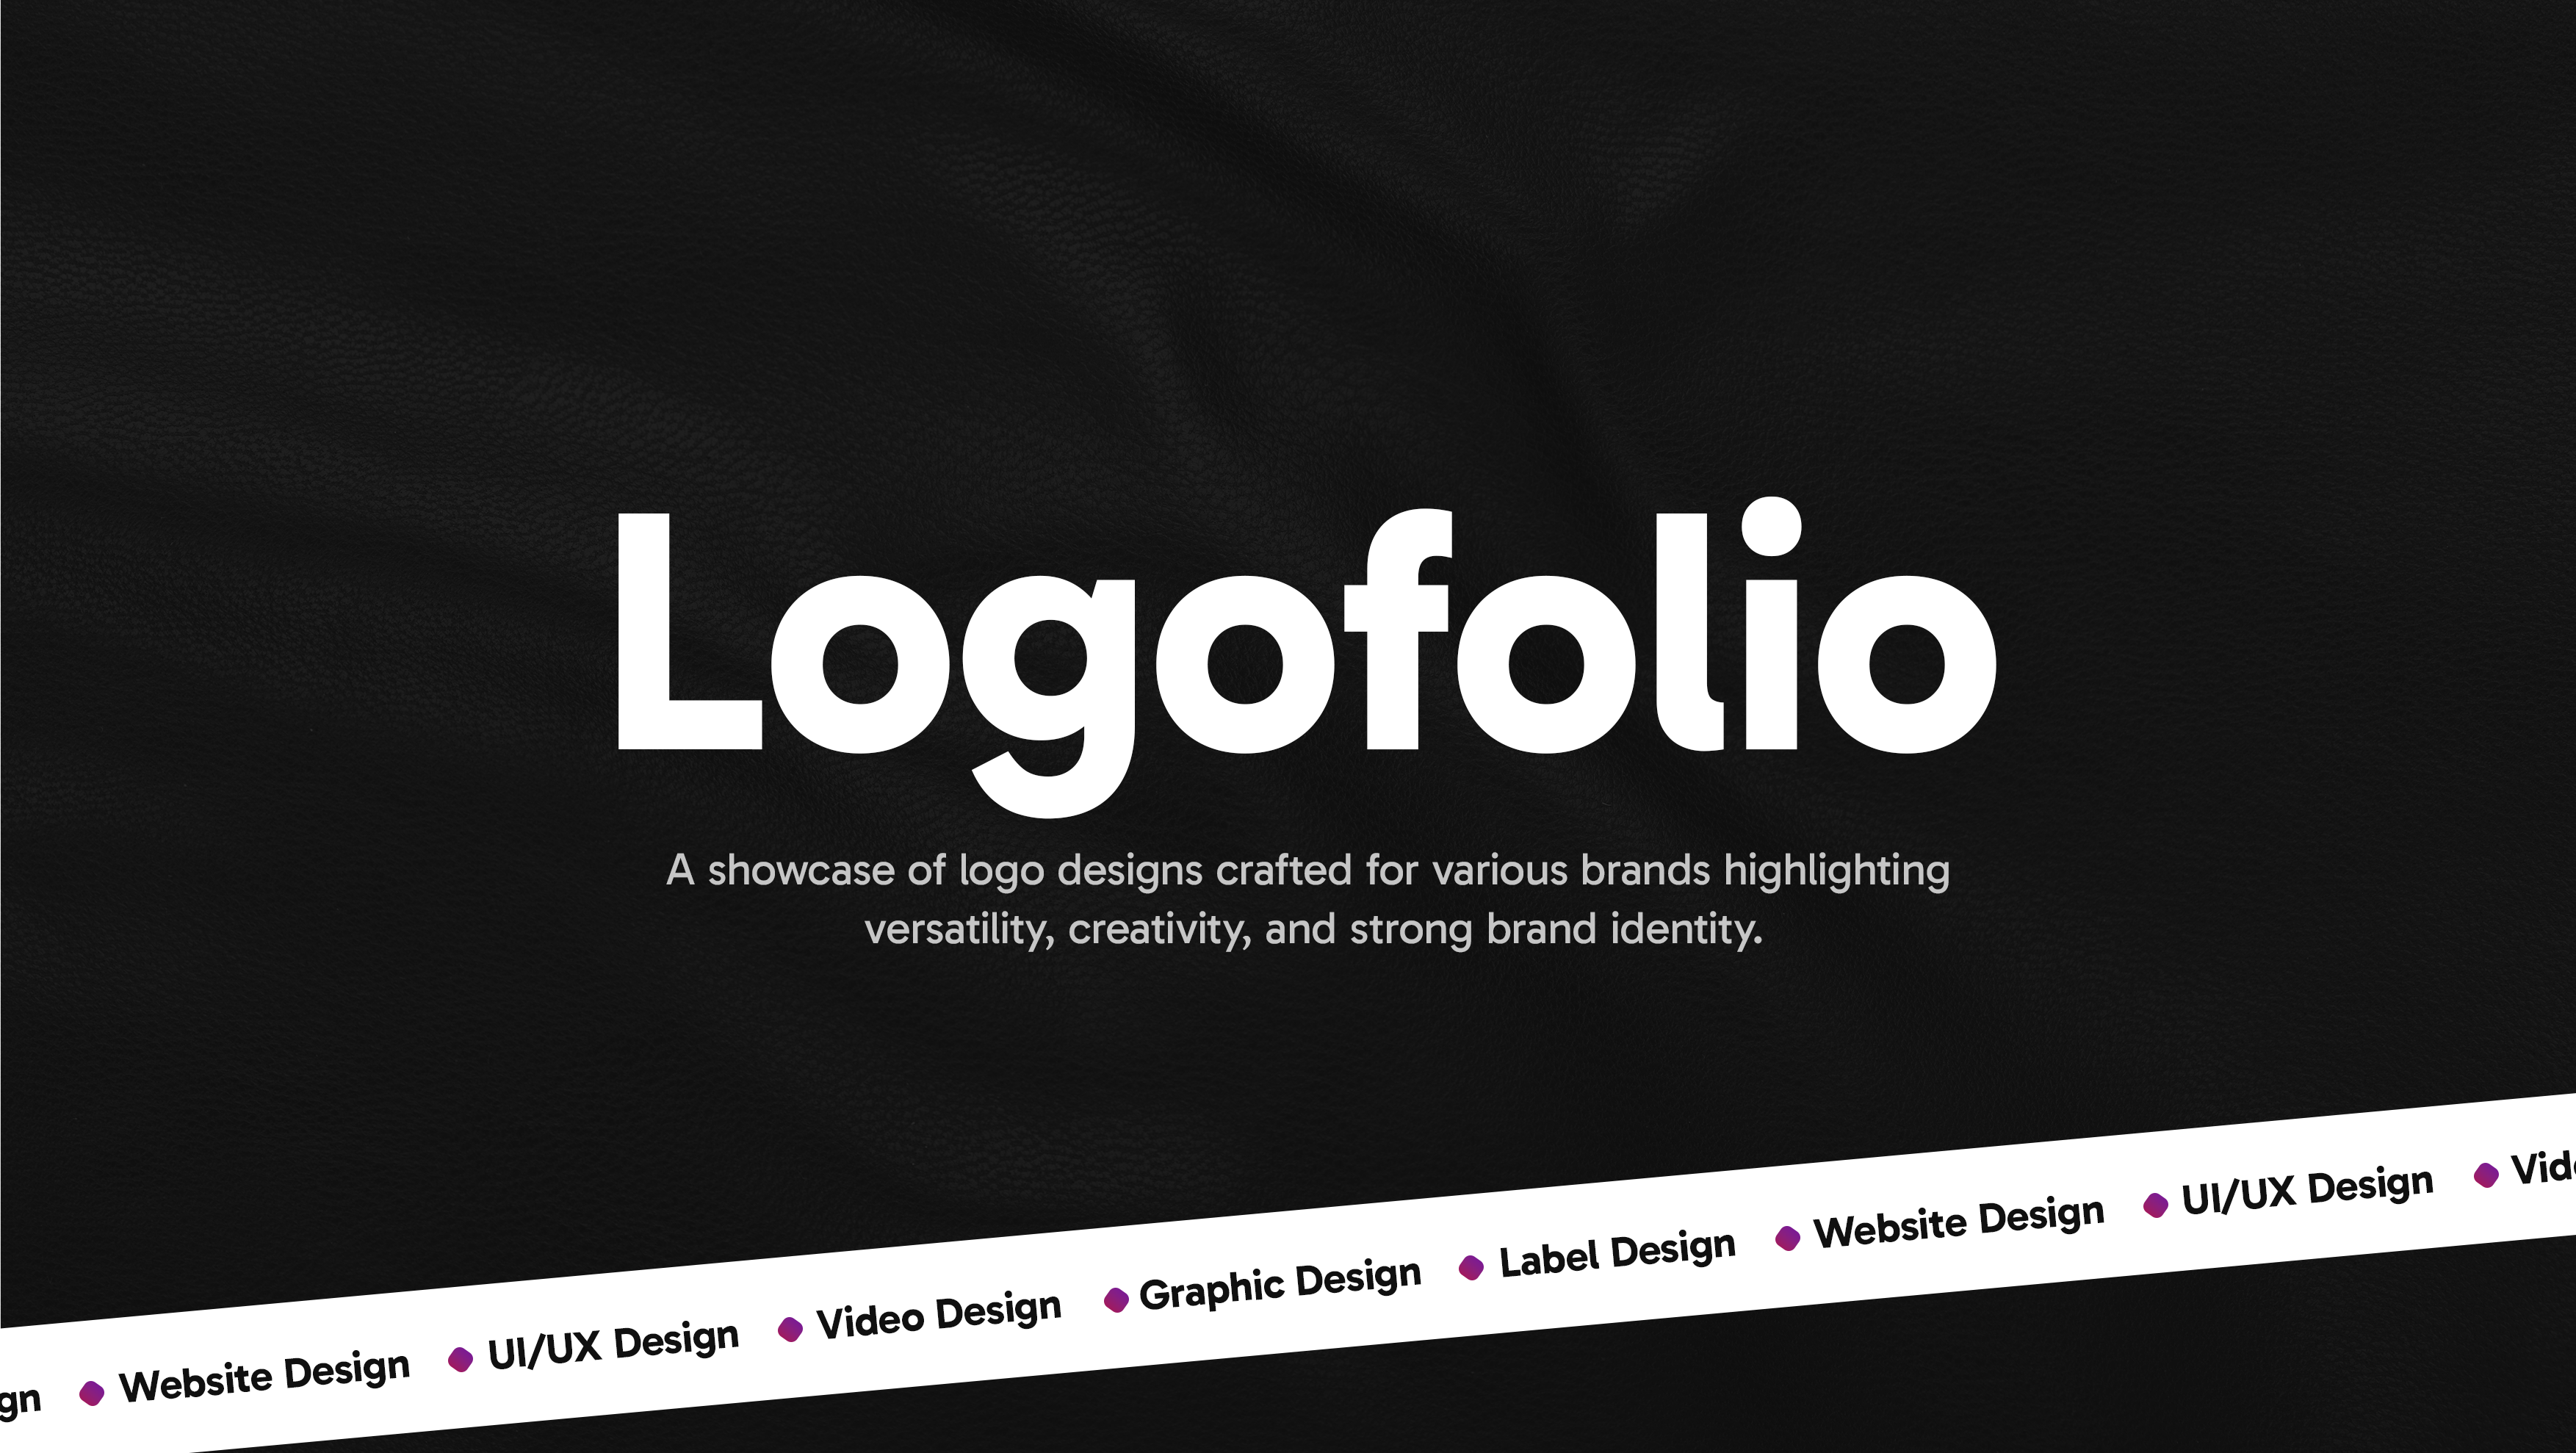 Logofolio
A showcase of logo designs crafted for various brands highlighting
versatility, creativity, and strong brand identity.
gn Website Design UI/UX Design Video Design Graphic Design Label Design Website Design UI/UX Design Vid